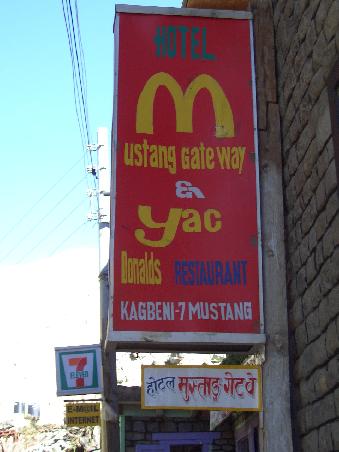 HOTEL
M
ustang Gate way
&
yac
Donalds RESTAURANT
KAGBENI-7 MUSTANG
7
ELEVEN
E-MAIL
INTERNET
होटल मुस्ताङ्ग गेटवे